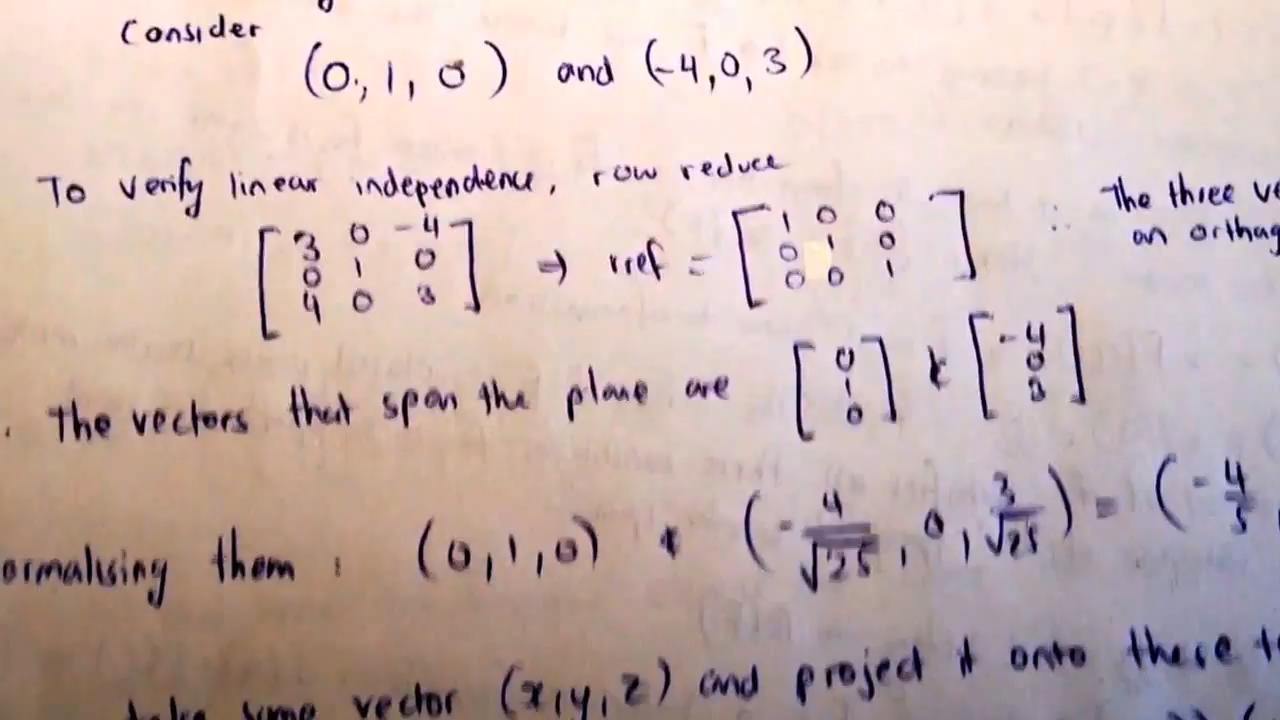 Consider
(0, 1, 0) and (-4, 0, 3)
To verify linear independence, row reduce
[3 0 -4
0 1 0
4 0 3] ⇒ rref = [1 0 0
0 1 0
0 0 1] ∴ The three
an orthag
The vectors that span the plane are [0
1
0] & [-4
0
3]
ormalising them : (0, 1, 0) & (-4/√25, 0, 3/√25) = (-4/5,
take some vector (x, y, z) and project it onto these